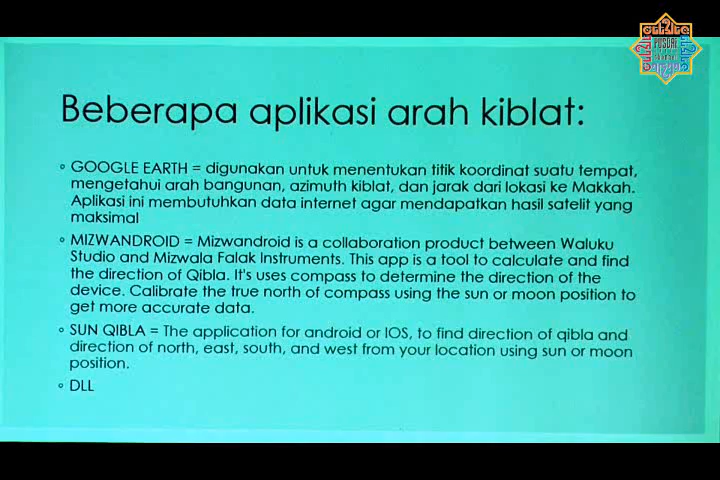 PUSDAI
Beberapa aplikasi arah kiblat:
GOOGLE EARTH = digunakan untuk menentukan titik koordinat suatu tempat,
mengetahui arah bangunan, azimuth kiblat, dan jarak dari lokasi ke Makkah.
Aplikasi ini membutuhkan data internet agar mendapatkan hasil satelit yang
maksimal
MIZWANDROID = Mizwandroid is a collaboration product between Waluku
Studio and Mizwala Falak Instruments. This app is a tool to calculate and find
the direction of Qibla. It's uses compass to determine the direction of the
device. Calibrate the true north of compass using the sun or moon position to
get more accurate data.
SUN QIBLA = The application for android or IOS, to find direction of qibla and
direction of north, east, south, and west from your location using sun or moon
position.
DLL